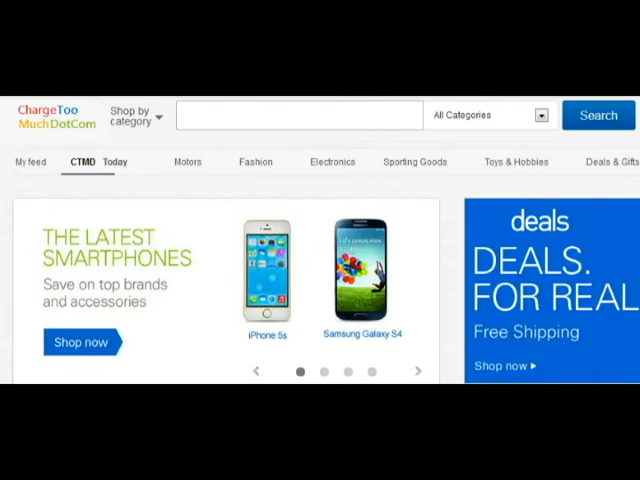 ChargeToo
MuchDotCom
Shop by
category
All Categories
Search
My feed
CTMD Today
Motors
Fashion
Electronics
Sporting Goods
Toys & Hobbies
Deals & Gifts
THE LATEST
SMARTPHONES
Save on top brands
and accessories
Shop now
iPhone 5s
Samsung Galaxy S4
deals
DEALS.
FOR REAL
Free Shipping
Shop now